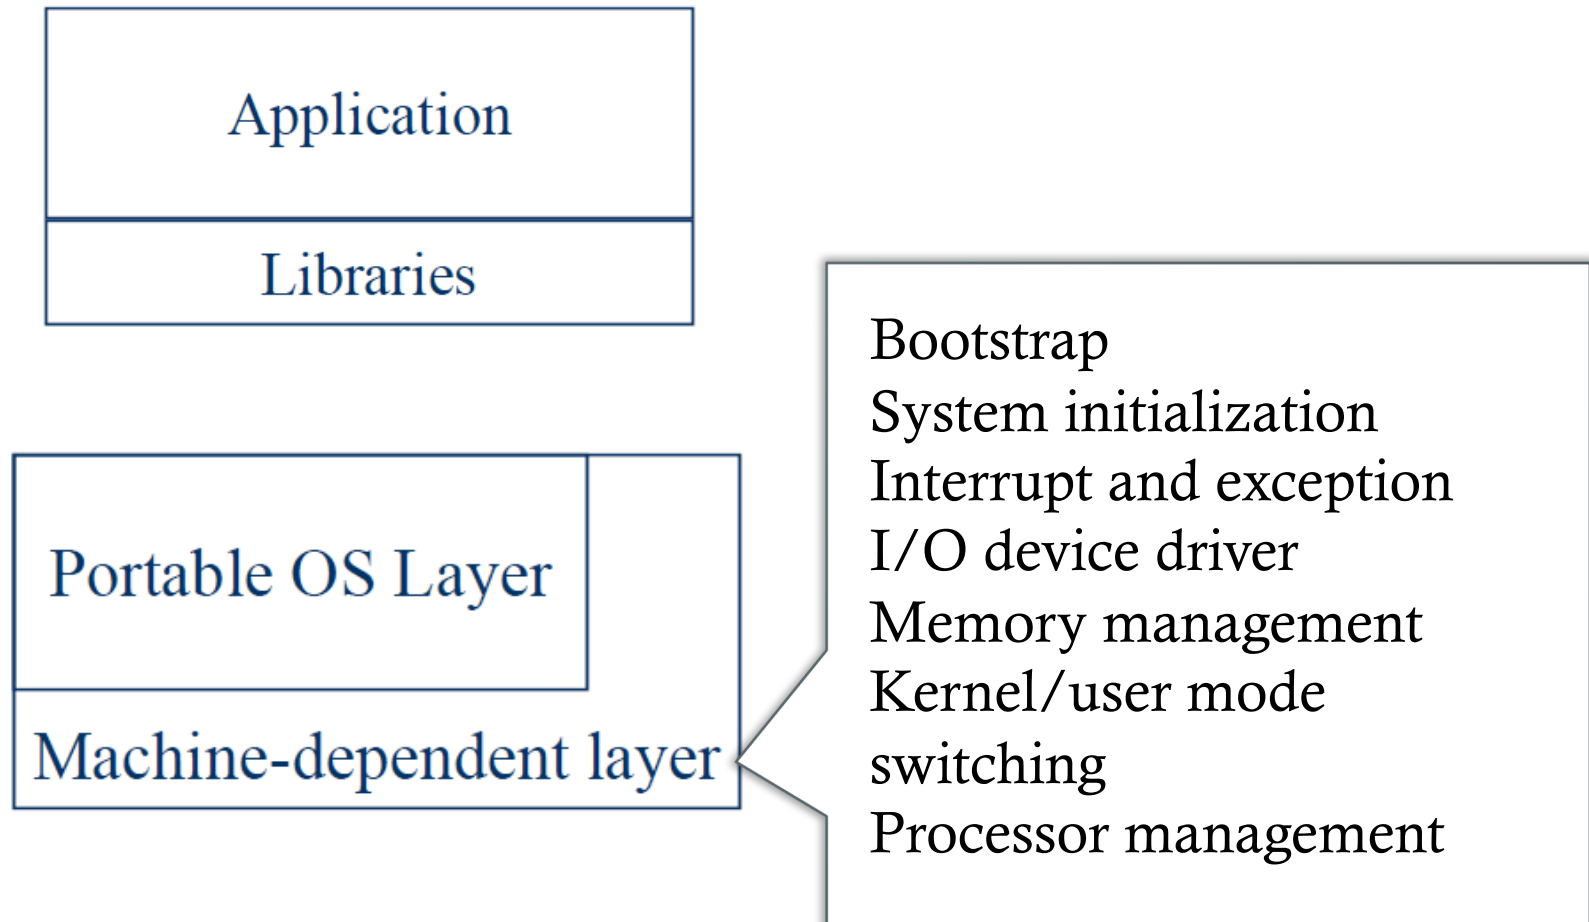 Application
Libraries
Portable OS Layer
Machine-dependent layer
Bootstrap
System initialization
Interrupt and exception
I/O device driver
Memory management
Kernel/user mode
switching
Processor management